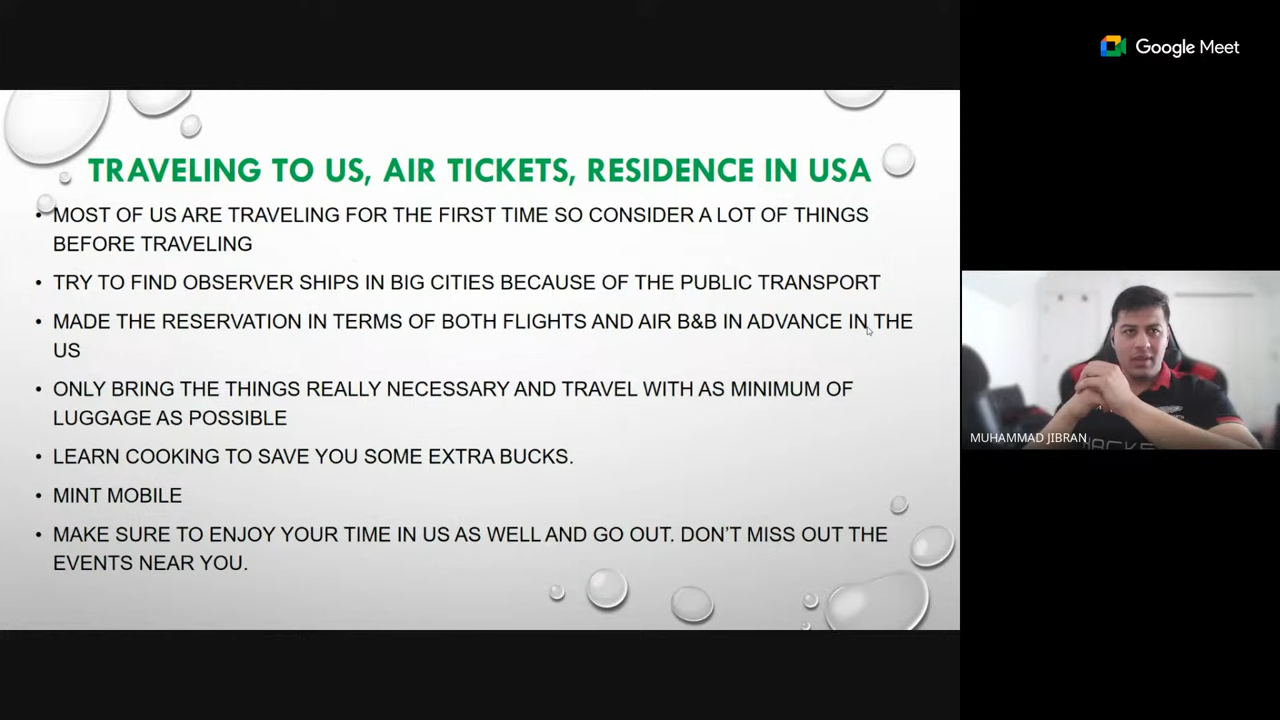 Google Meet
TRAVELING TO US, AIR TICKETS, RESIDENCE IN USA
• MOST OF US ARE TRAVELING FOR THE FIRST TIME SO CONSIDER A LOT OF THINGS
BEFORE TRAVELING
• TRY TO FIND OBSERVER SHIPS IN BIG CITIES BECAUSE OF THE PUBLIC TRANSPORT
• MADE THE RESERVATION IN TERMS OF BOTH FLIGHTS AND AIR B&B IN ADVANCE IN THE
US
• ONLY BRING THE THINGS REALLY NECESSARY AND TRAVEL WITH AS MINIMUM OF
LUGGAGE AS POSSIBLE
• LEARN COOKING TO SAVE YOU SOME EXTRA BUCKS.
• MINT MOBILE
• MAKE SURE TO ENJOY YOUR TIME IN US AS WELL AND GO OUT. DON'T MISS OUT THE
EVENTS NEAR YOU.
MUHAMMAD JIBRAN